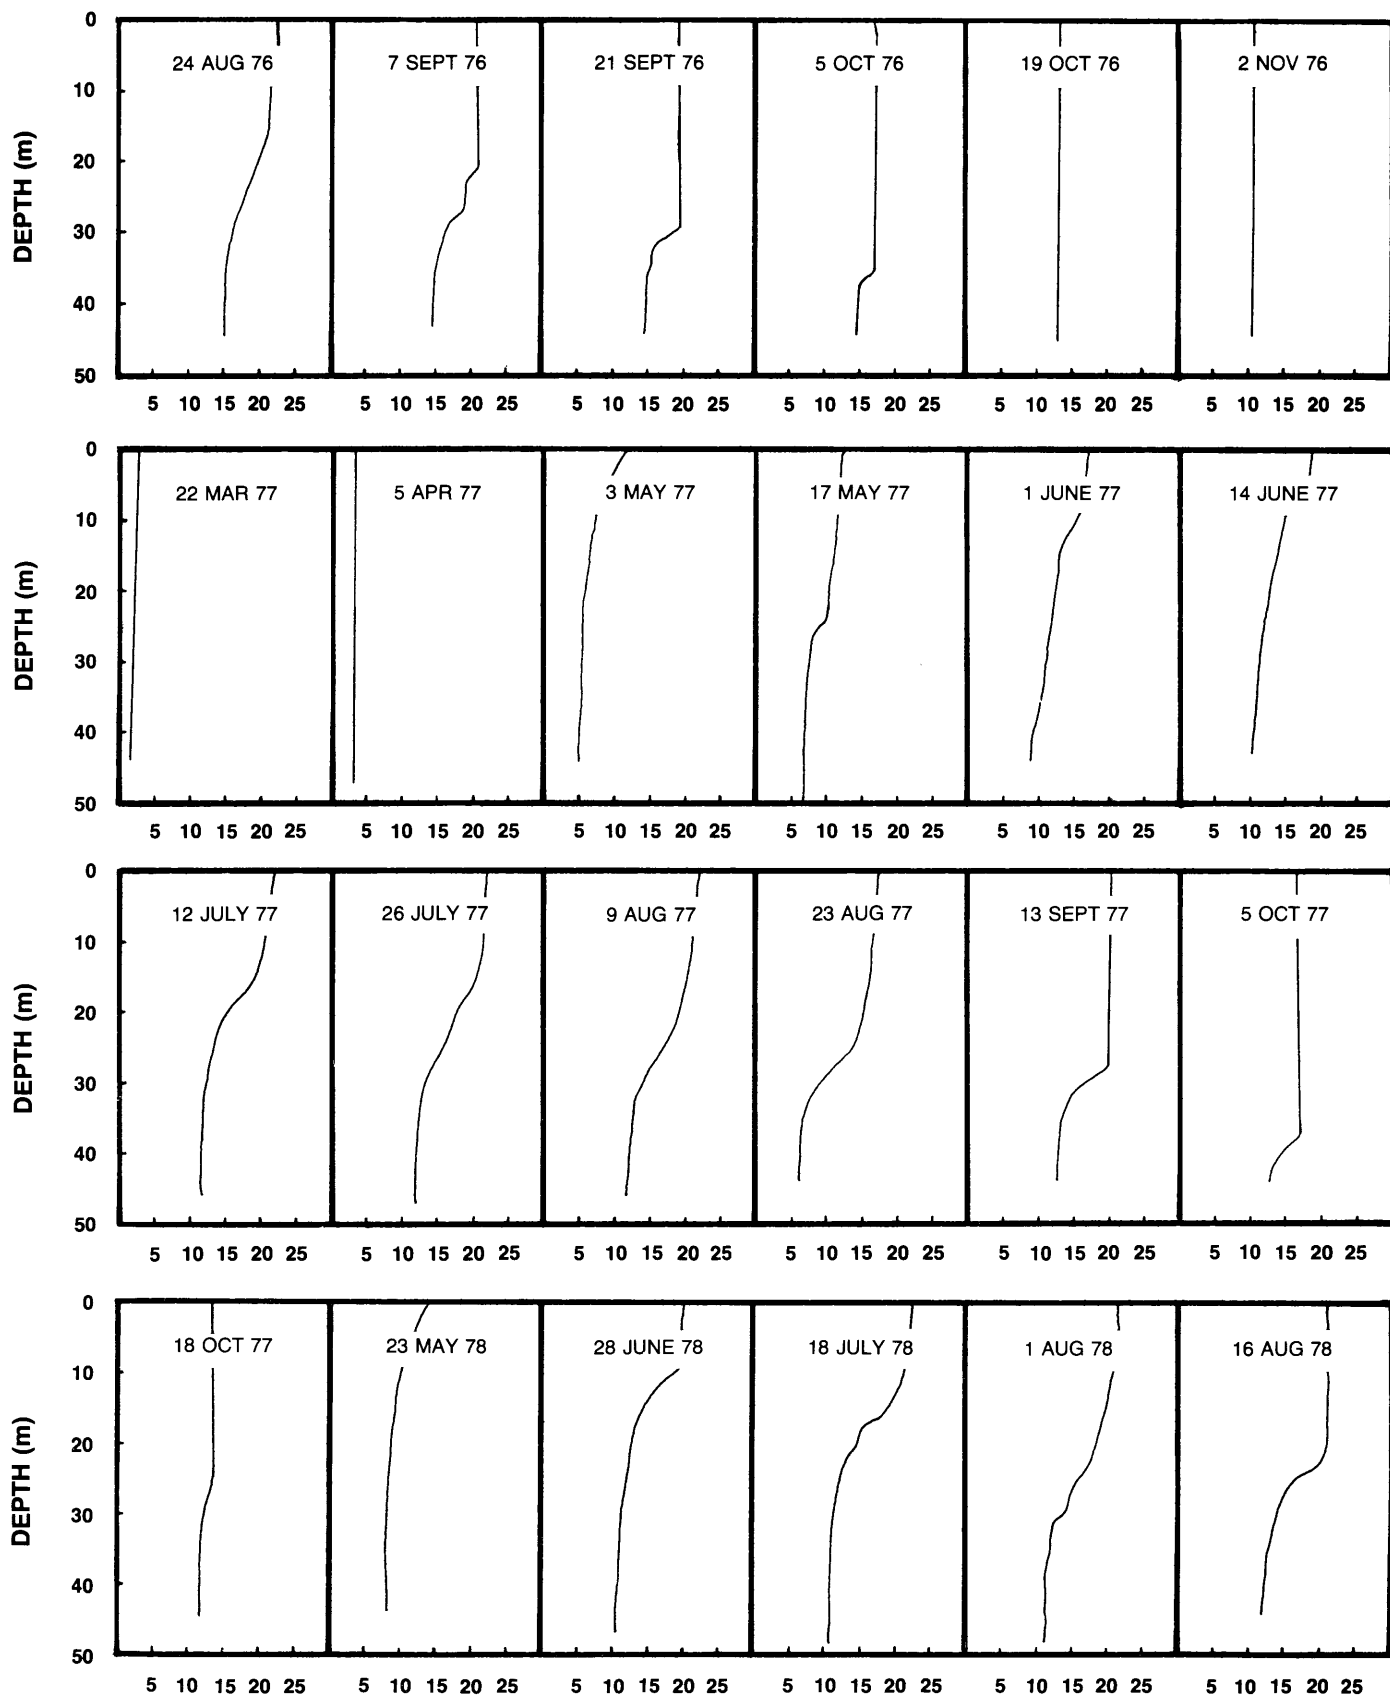 0
24 AUG 76 7 SEPT 76 21 SEPT 76 5 OCT 76 19 OCT 76 2 NOV 76
10
20
DEPTH (m)
30
40
50
5 10 15 20 25 5 10 15 20 25 5 10 15 20 25 5 10 15 20 25 5 10 15 20 25 5 10 15 20 25
0
22 MAR 77 5 APR 77 3 MAY 77 17 MAY 77 1 JUNE 77 14 JUNE 77
10
20
DEPTH (m)
30
40
50
5 10 15 20 25 5 10 15 20 25 5 10 15 20 25 5 10 15 20 25 5 10 15 20 25 5 10 15 20 25
0
12 JULY 77 26 JULY 77 9 AUG 77 23 AUG 77 13 SEPT 77 5 OCT 77
10
20
DEPTH (m)
30
40
50
5 10 15 20 25 5 10 15 20 25 5 10 15 20 25 5 10 15 20 25 5 10 15 20 25 5 10 15 20 25
0
18 OCT 77 23 MAY 78 28 JUNE 78 18 JULY 78 1 AUG 78 16 AUG 78
10
20
DEPTH (m)
30
40
50
5 10 15 20 25 5 10 15 20 25 5 10 15 20 25 5 10 15 20 25 5 10 15 20 25 5 10 15 20 25